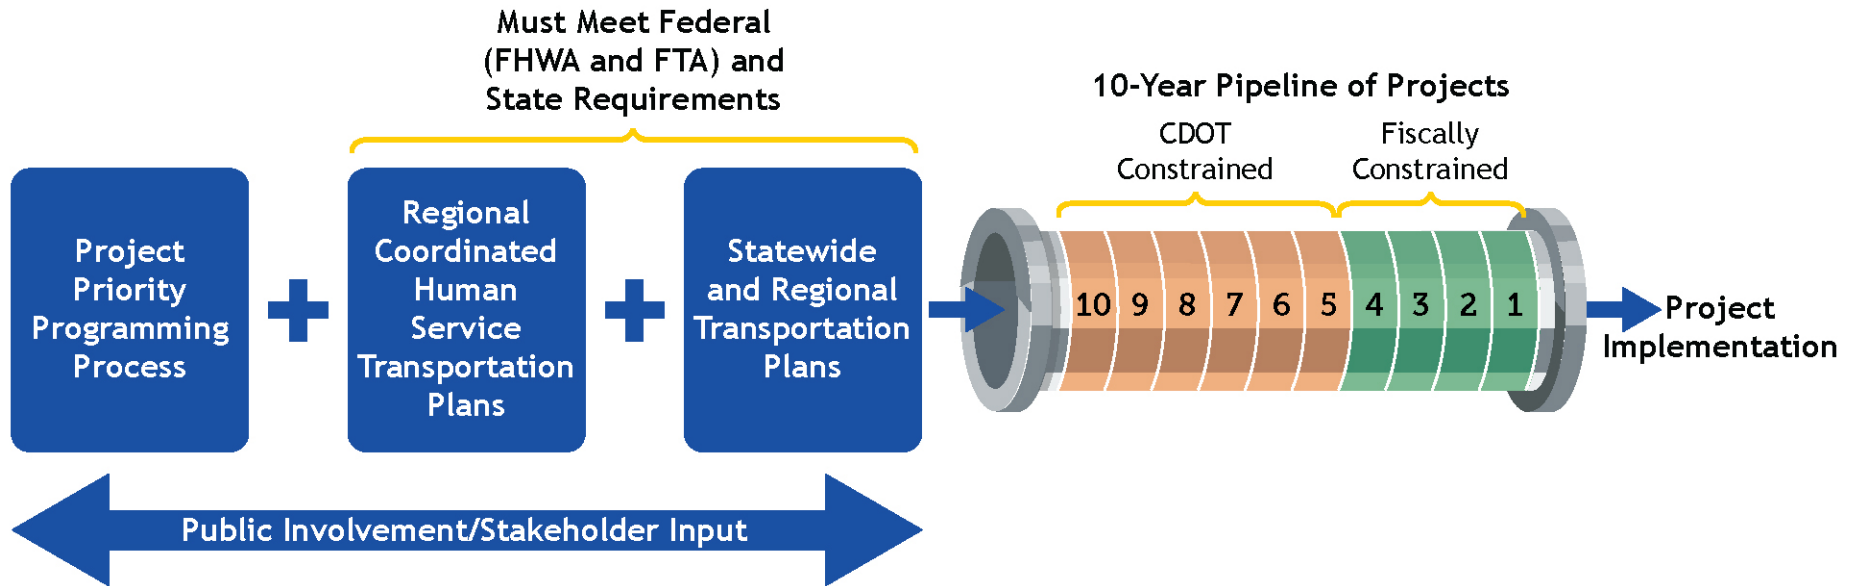 Must Meet Federal
(FHWA and FTA) and
State Requirements
Project
Priority
Programming
Process
Regional
Coordinated
Human
Service
Transportation
Plans
Statewide
and Regional
Transportation
Plans
Public Involvement/Stakeholder Input
10-Year Pipeline of Projects
CDOT
Constrained
Fiscally
Constrained
10 9 8 7 6 5 4 3 2 1
Project
Implementation